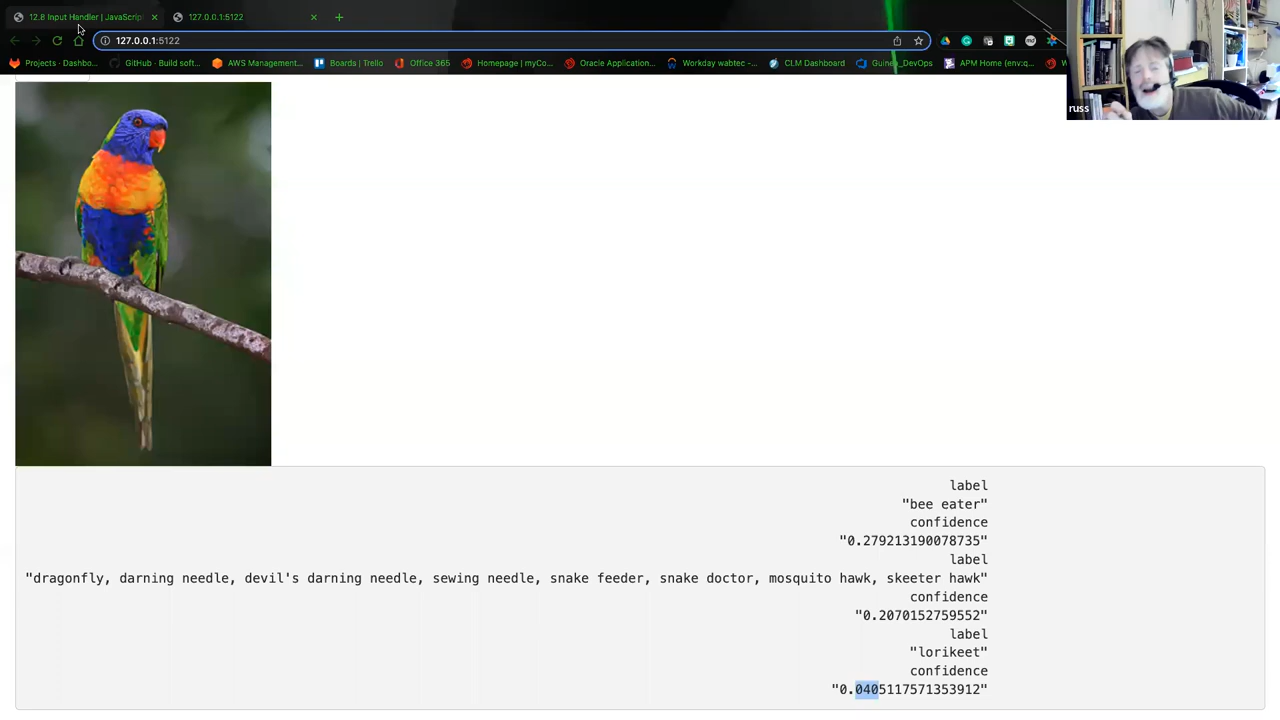 12.8 Input Handler | JavaScrip
127.0.0.1:5122
127.0.0.1:5122
Projects · Dashbo...
GitHub · Build soft...
AWS Management...
Boards | Trello
Office 365
Homepage | myCo...
Oracle Application...
Workday wabtec -...
CLM Dashboard
Guinea_DevOps
APM Home (env:q...
russ
label
"bee eater"
confidence
"0.279213190078735"
label
"dragonfly, darning needle, devil's darning needle, sewing needle, snake feeder, snake doctor, mosquito hawk, skeeter hawk"
confidence
"0.2070152759552"
label
"lorikeet"
confidence
"0.0405117571353912"